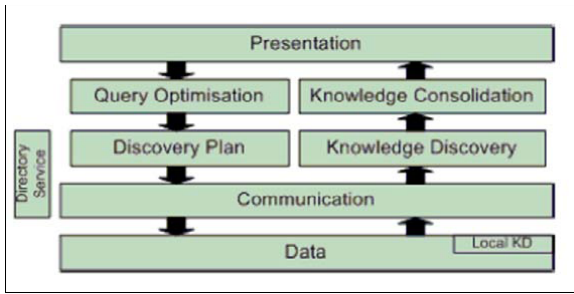 Presentation
Query Optimisation
Knowledge Consolidation
Directory
Service
Discovery Plan
Knowledge Discovery
Communication
Data
Local KD